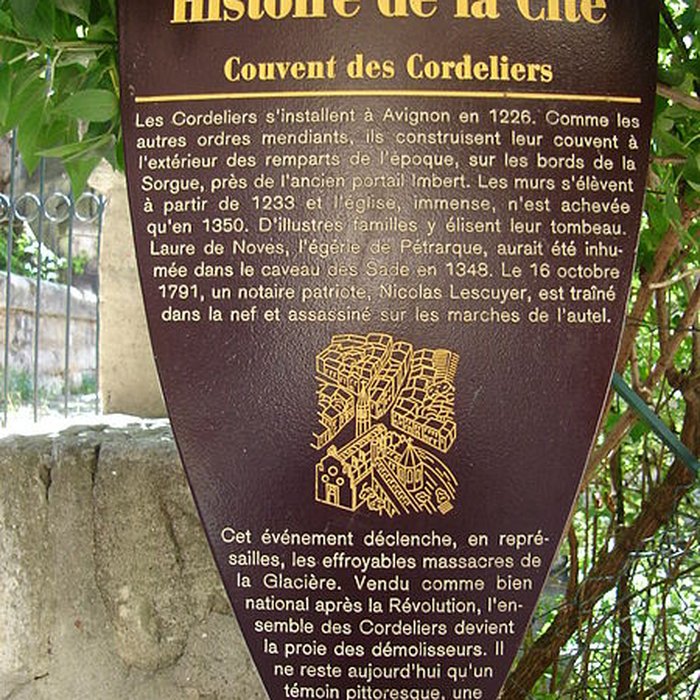 Histoire de la Cité
Couvent des Cordeliers
Les Cordeliers s'installent à Avignon en 1226. Comme les
autres ordres mendiants, ils construisent leur couvent à
l'extérieur des remparts de l'époque, sur les bords de la
Sorgue, près de l'ancien portail Imbert. Les murs s'élèvent
à partir de 1233 et l'église, immense, n'est achevée
qu'en 1350. D'illustres familles y élisent leur tombeau.
Laure de Noves, l'égérie de Pétrarque, aurait été inhu-
mée dans le caveau des Sade en 1348. Le 16 octobre
1791, un notaire patriote, Nicolas Lescuyer, est traîné
dans la nef et assassiné sur les marches de l'autel.
Cet événement déclenche, en repré-
sailles, les effroyables massacres de
la Glacière. Vendu comme bien
national après la Révolution, l'en-
semble des Cordeliers devient
la proie des démolisseurs. Il
ne reste aujourd'hui qu'un
témoin pittoresque, une